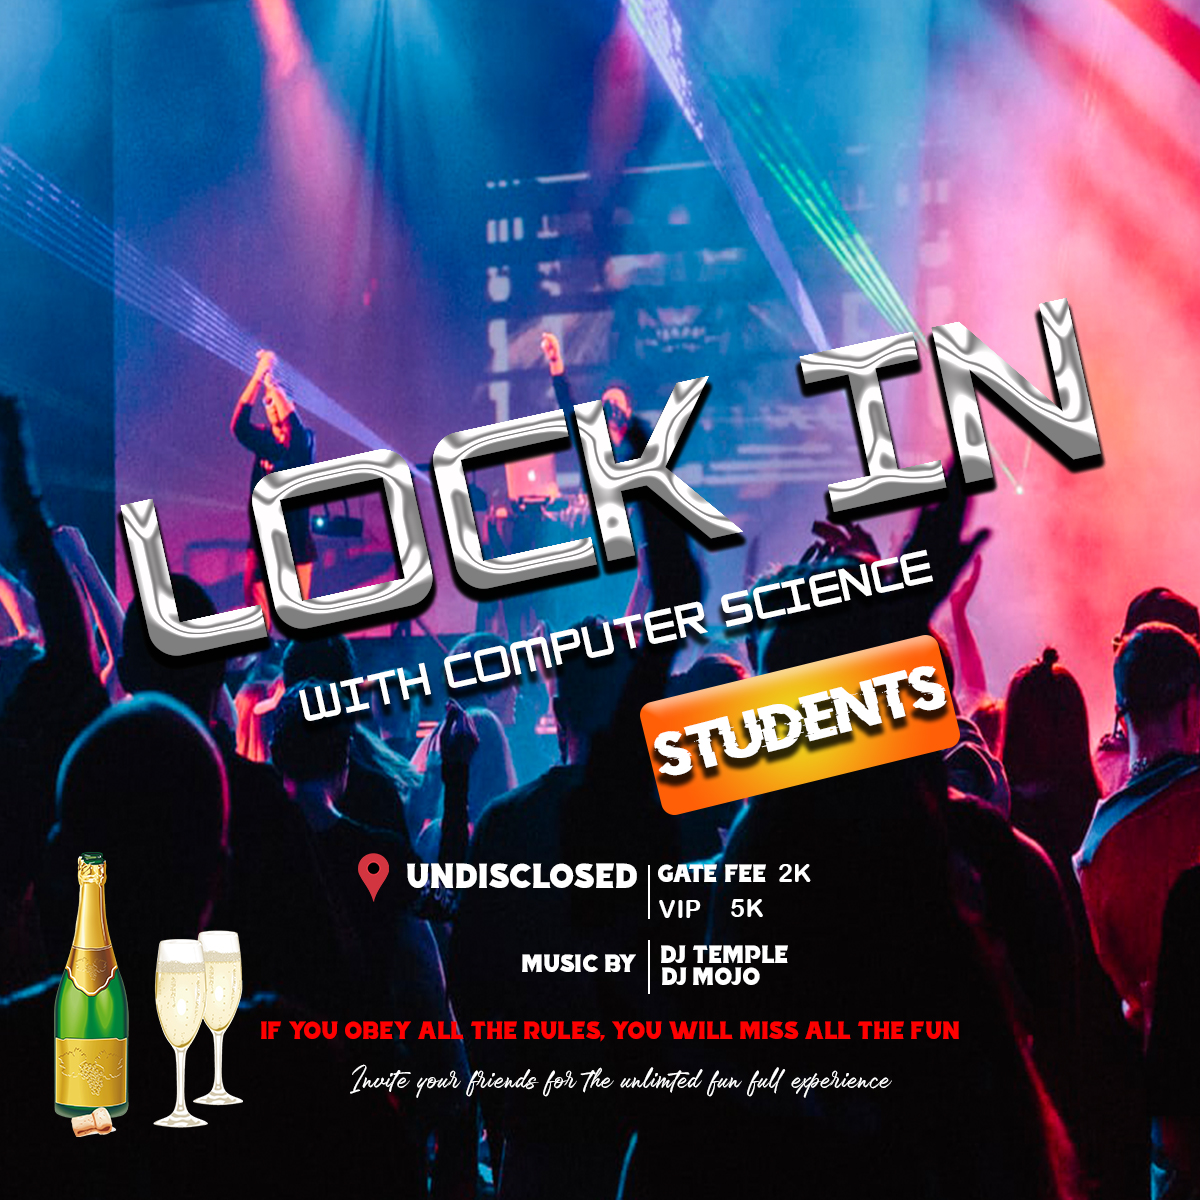 LOCK IN
WITH COMPUTER SCIENCE
STUDENTS
UNDISCLOSED
GATE FEE 2K
VIP 5K
MUSIC BY
DJ TEMPLE
DJ MOJO
IF YOU OBEY ALL THE RULES, YOU WILL MISS ALL THE FUN
Invite your friends for the unlimted fun full experience